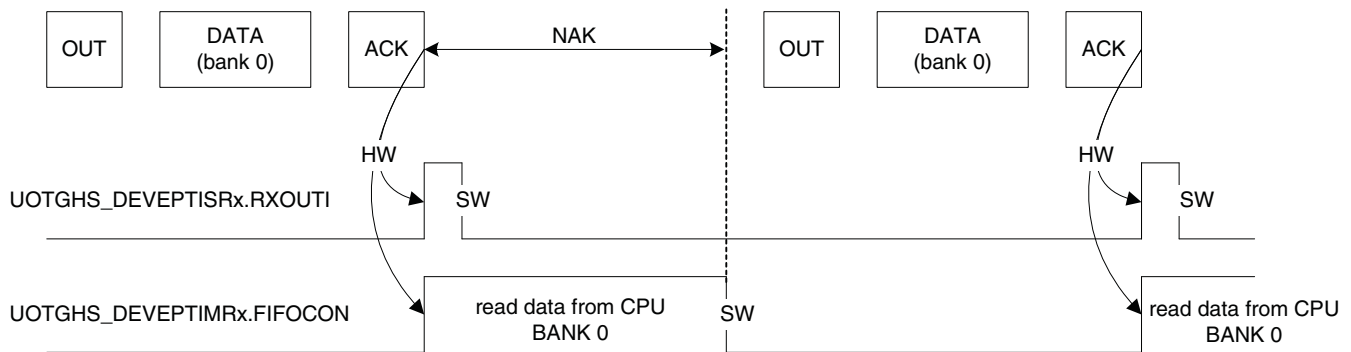 OUT
DATA
(bank 0)
ACK
NAK
OUT
DATA
(bank 0)
ACK
HW
HW
UOTGHS_DEVEPTISRx.RXOUTI
SW
SW
UOTGHS_DEVEPTIMRx.FIFOCON
read data from CPU
BANK 0
SW
read data from CPU
BANK 0